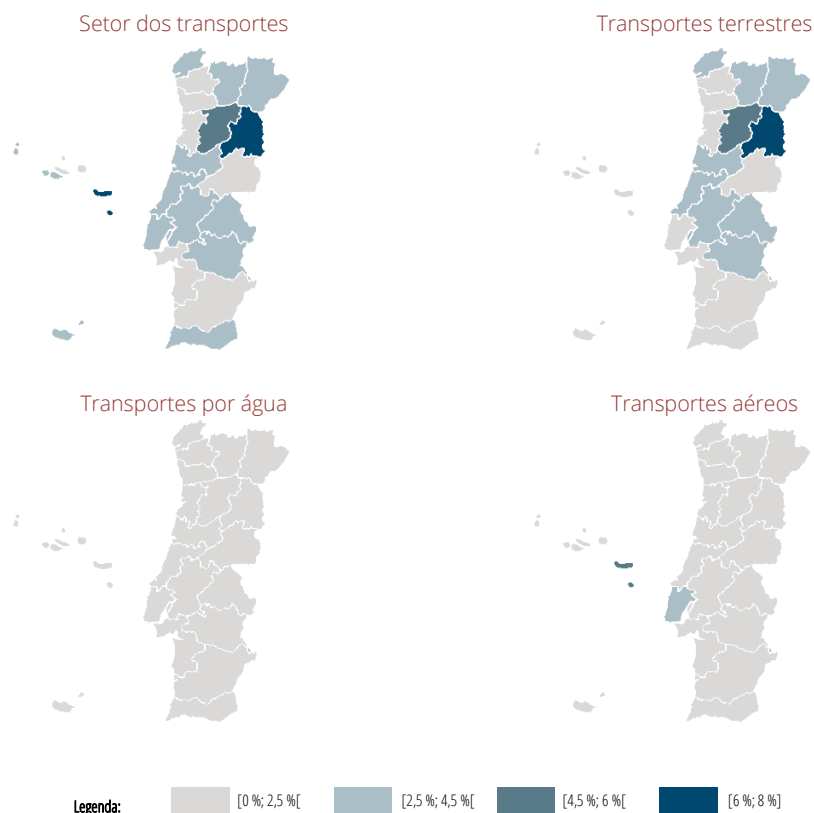 Setor dos transportes
Transportes terrestres
Transportes por água
Transportes aéreos
Legenda:
[0 %; 2,5 %[
[2,5 %; 4,5 %[
[4,5 %; 6 %[
[6 %; 8 %]